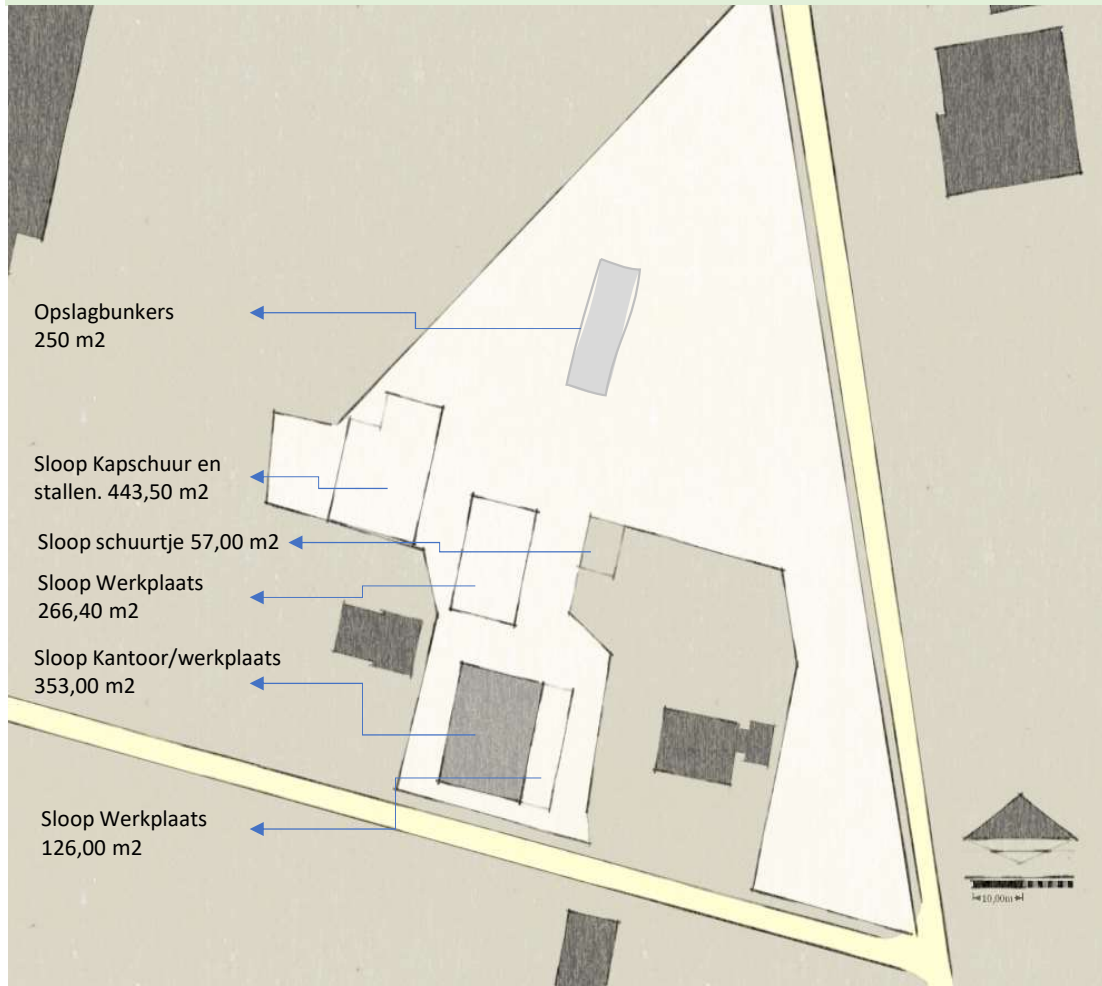 Opslagbunkers
250 m2
Sloop Kapschuur en
stallen. 443,50 m2
Sloop schuurtje 57,00 m2
Sloop Werkplaats
266,40 m2
Sloop Kantoor/werkplaats
353,00 m2
Sloop Werkplaats
126,00 m2
10,00m